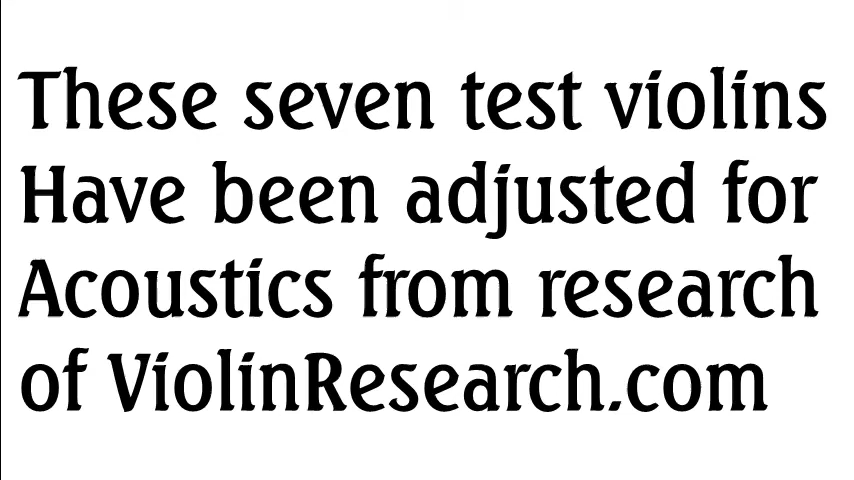 These seven test violins
Have been adjusted for
Acoustics from research
of ViolinResearch.com